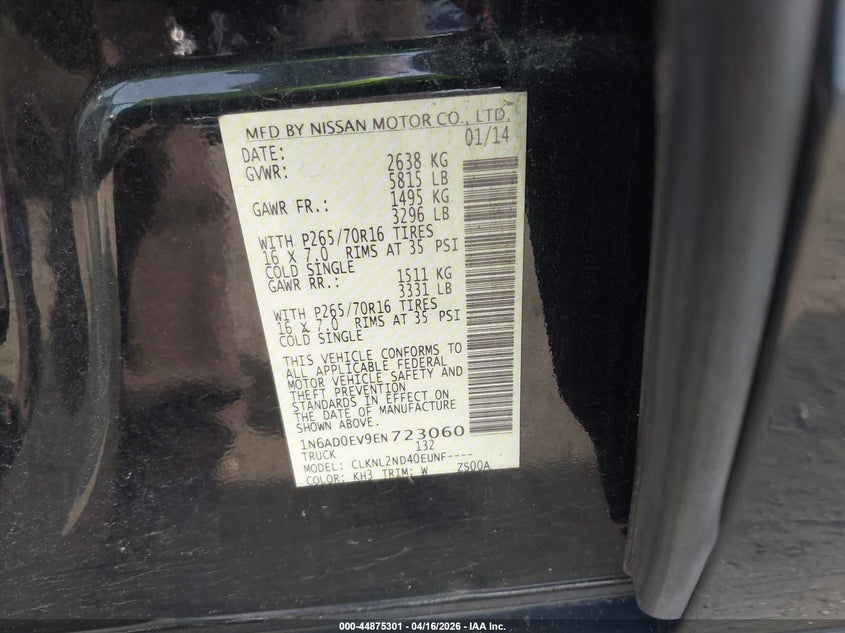 MFD BY NISSAN MOTOR CO., LTD.
DATE: 01/14
GVWR: 2638 KG
5815 LB
GAWR FR.: 1495 KG
3296 LB
WITH P265/70R16 TIRES
16 X 7.0 RIMS AT 35 PSI
COLD SINGLE
GAWR RR.: 1511 KG
3331 LB
WITH P265/70R16 TIRES
16 X 7.0 RIMS AT 35 PSI
COLD SINGLE
THIS VEHICLE CONFORMS TO
ALL APPLICABLE FEDERAL
MOTOR VEHICLE SAFETY AND
THEFT PREVENTION
STANDARDS IN EFFECT ON
THE DATE OF MANUFACTURE
SHOWN ABOVE.
1N6AD0EV9EN723060
TRUCK 132
MODEL: CLKNL2ND40EUNF----
COLOR: KH3 TRIM: W ZS00A
000-44875301 - 04/16/2026 - IAA Inc.